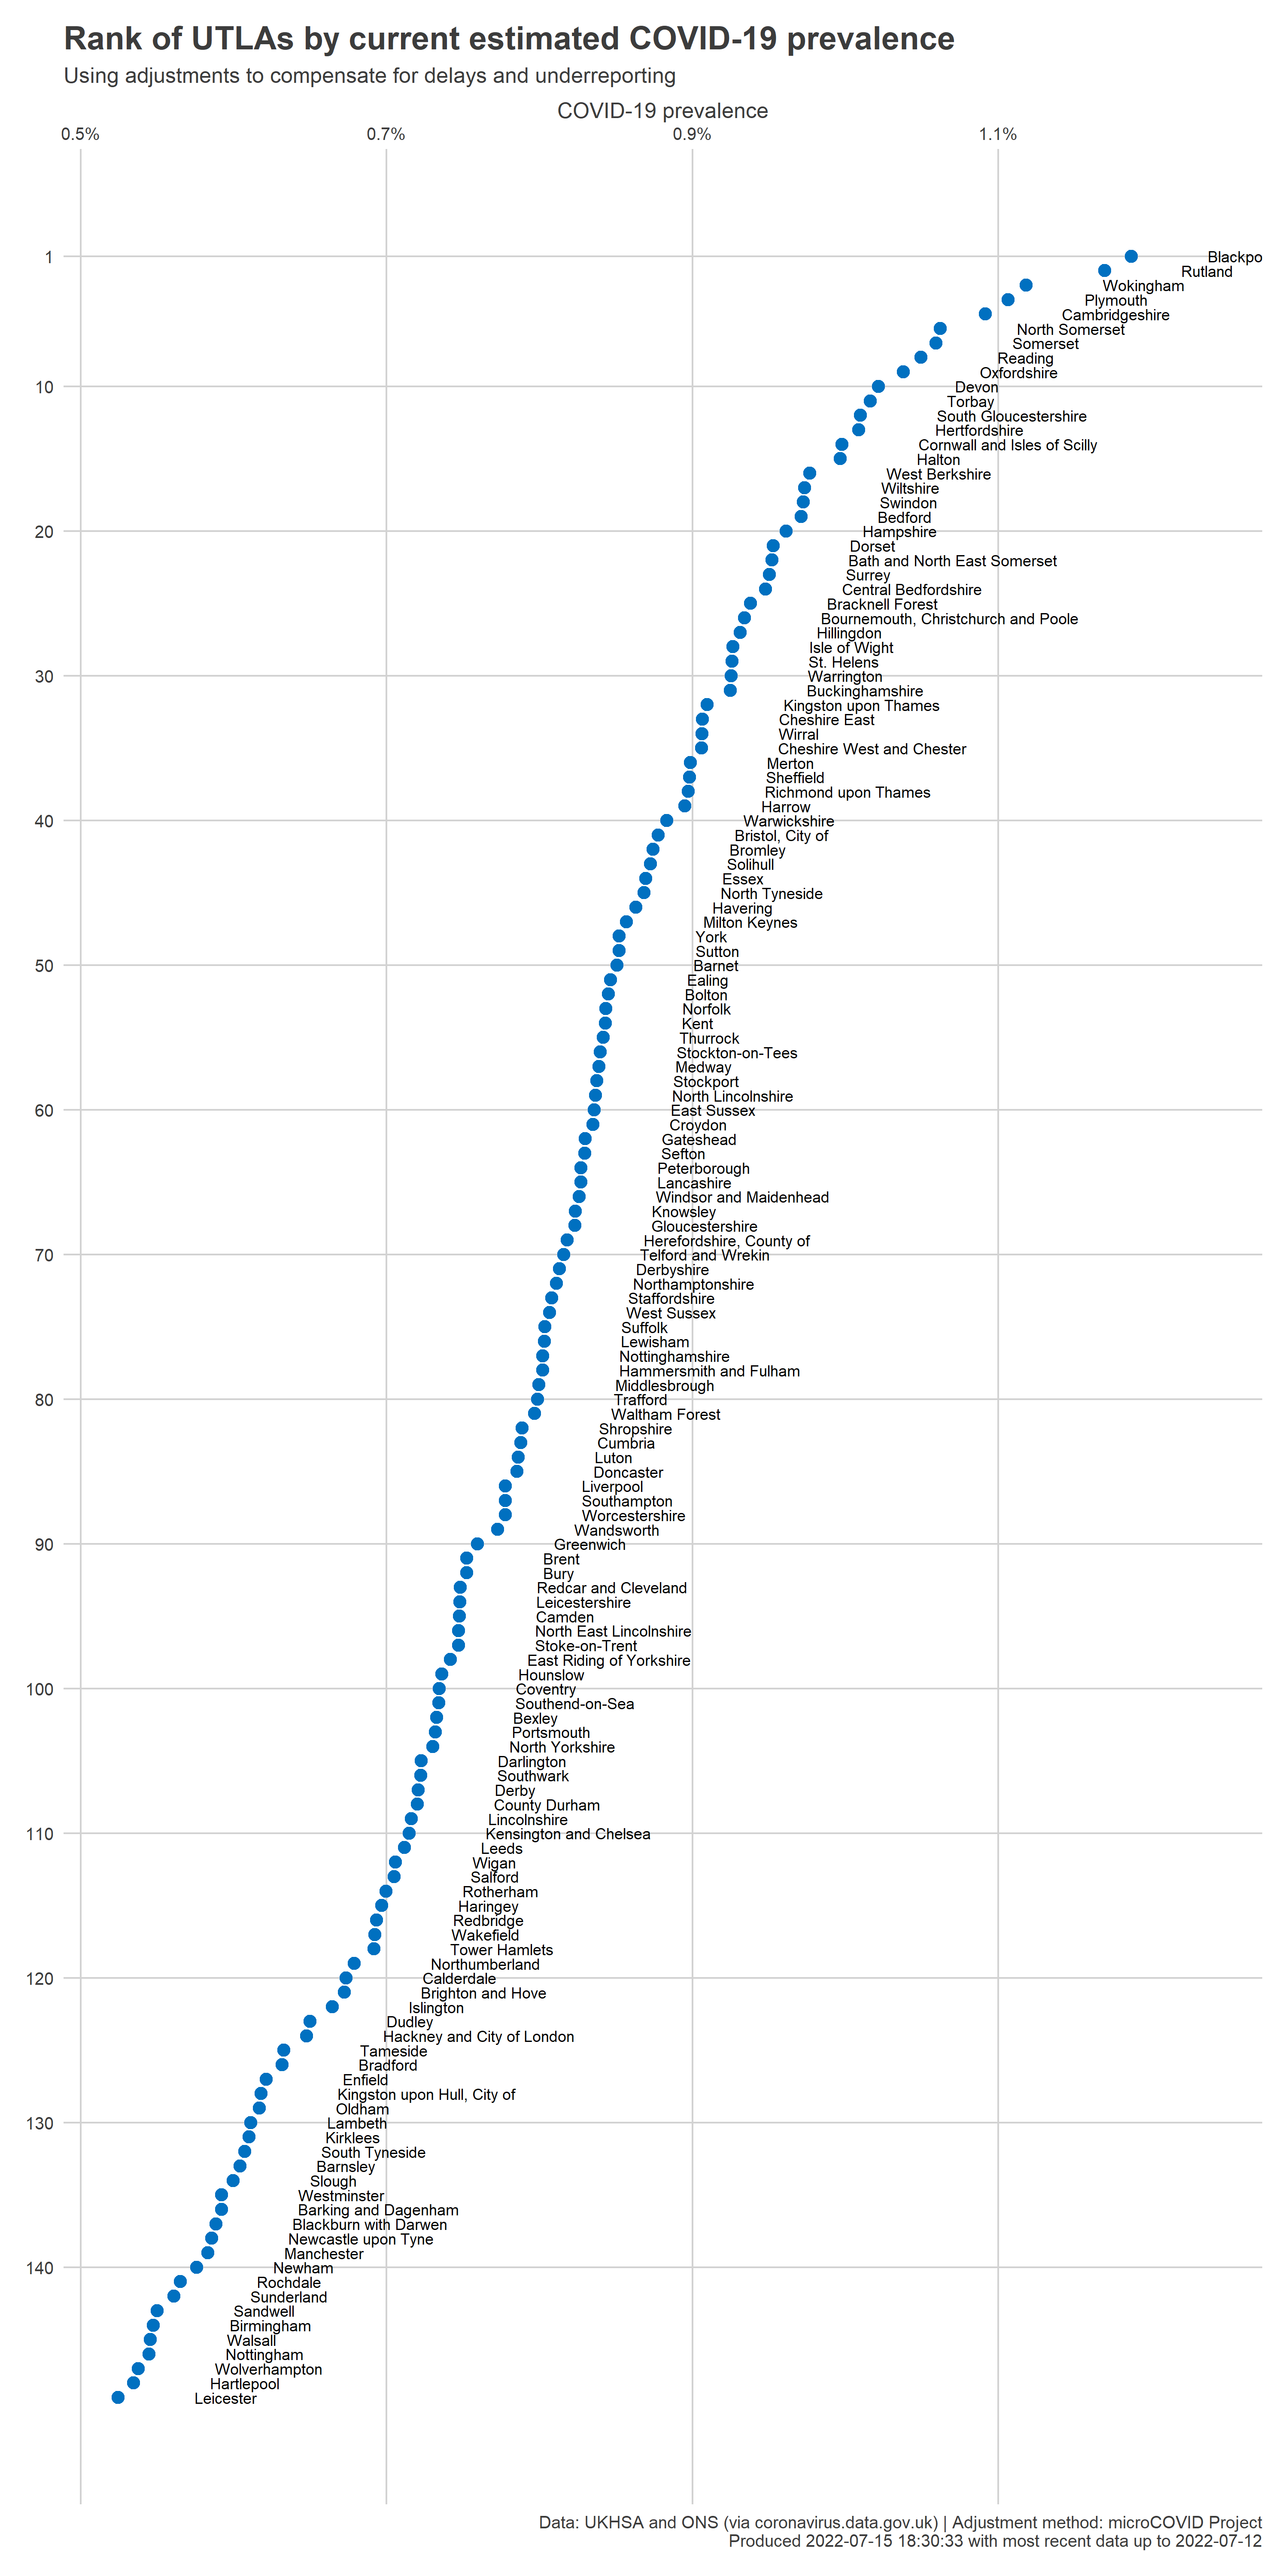 Rank of UTLAs by current estimated COVID-19 prevalence
Using adjustments to compensate for delays and underreporting
COVID-19 prevalence
0.5% 0.7% 0.9% 1.1%
1 Blackpo
Rutland
Wokingham
Plymouth
Cambridgeshire
North Somerset
Somerset
Reading
Oxfordshire
10 Devon
Torbay
South Gloucestershire
Hertfordshire
Cornwall and Isles of Scilly
Halton
West Berkshire
Wiltshire
Swindon
Bedford
20 Hampshire
Dorset
Bath and North East Somerset
Surrey
Central Bedfordshire
Bracknell Forest
Bournemouth, Christchurch and Poole
Hillingdon
Isle of Wight
St. Helens
30 Warrington
Buckinghamshire
Kingston upon Thames
Cheshire East
Wirral
Cheshire West and Chester
Merton
Sheffield
Richmond upon Thames
Harrow
40 Warwickshire
Bristol, City of
Bromley
Solihull
Essex
North Tyneside
Havering
Milton Keynes
York
Sutton
50 Barnet
Ealing
Bolton
Norfolk
Kent
Thurrock
Stockton-on-Tees
Medway
Stockport
North Lincolnshire
60 East Sussex
Croydon
Gateshead
Sefton
Peterborough
Lancashire
Windsor and Maidenhead
Knowsley
Gloucestershire
Herefordshire, County of
70 Telford and Wrekin
Derbyshire
Northamptonshire
Staffordshire
West Sussex
Suffolk
Lewisham
Nottinghamshire
Hammersmith and Fulham
Middlesbrough
80 Trafford
Waltham Forest
Shropshire
Cumbria
Luton
Doncaster
Liverpool
Southampton
Worcestershire
Wandsworth
90 Greenwich
Brent
Bury
Redcar and Cleveland
Leicestershire
Camden
North East Lincolnshire
Stoke-on-Trent
East Riding of Yorkshire
Hounslow
100 Coventry
Southend-on-Sea
Bexley
Portsmouth
North Yorkshire
Darlington
Southwark
Derby
County Durham
Lincolnshire
110 Kensington and Chelsea
Leeds
Wigan
Salford
Rotherham
Haringey
Redbridge
Wakefield
Tower Hamlets
Northumberland
120 Calderdale
Brighton and Hove
Islington
Dudley
Hackney and City of London
Tameside
Bradford
Enfield
Kingston upon Hull, City of
Oldham
130 Lambeth
Kirklees
South Tyneside
Barnsley
Slough
Westminster
Barking and Dagenham
Blackburn with Darwen
Newcastle upon Tyne
Manchester
140 Newham
Rochdale
Sunderland
Sandwell
Birmingham
Walsall
Nottingham
Wolverhampton
Hartlepool
Leicester
Data: UKHSA and ONS (via coronavirus.data.gov.uk) | Adjustment method: microCOVID Project
Produced 2022-07-15 18:30:33 with most recent data up to 2022-07-12